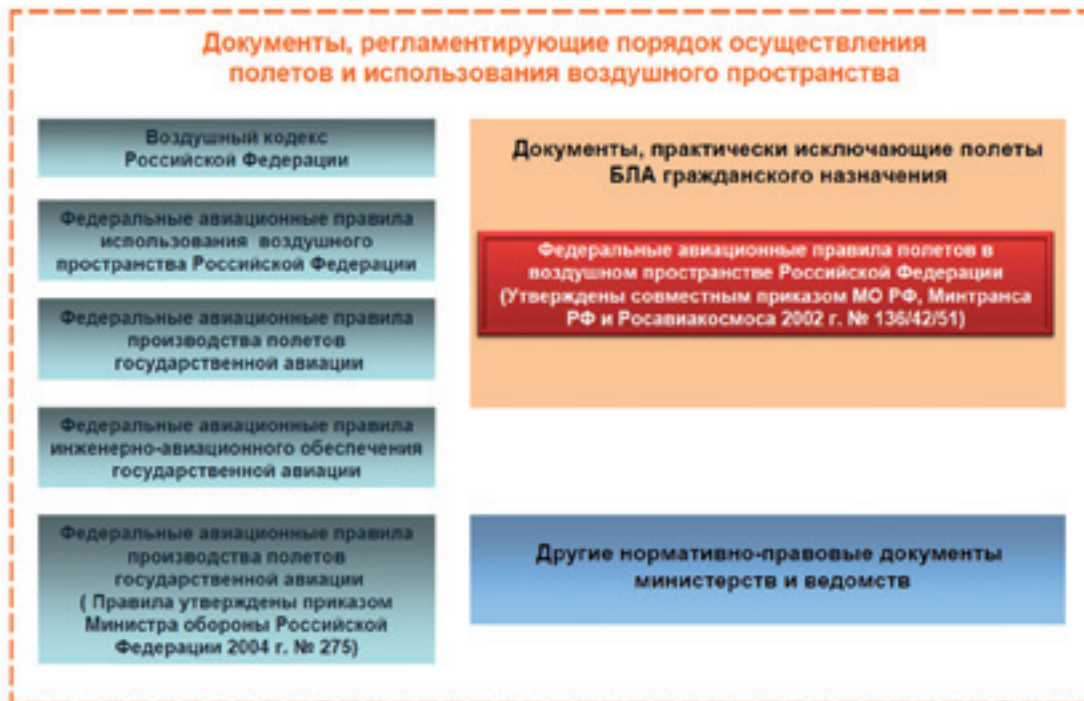 Документы, регламентирующие порядок осуществления
полетов и использования воздушного пространства
Воздушный кодекс
Российской Федерации
Федеральные авиационные правила
использования воздушного
пространства Российской Федерации
Федеральные авиационные правила
производства полетов
государственной авиации
Федеральные авиационные правила
инженерно-авиационного обеспечения
государственной авиации
Федеральные авиационные правила
производства полетов
государственной авиации
( Правила утверждены приказом
Министра обороны Российской
Федерации 2004 г. № 275)
Документы, практически исключающие полеты
БЛА гражданского назначения
Федеральные авиационные правила полетов в
воздушном пространстве Российской Федерации
(Утверждены совместным приказом МО РФ, Минтранса
РФ и Росавиакосмоса 2002 г. № 136/42/51)
Другие нормативно-правовые документы
министерств и ведомств